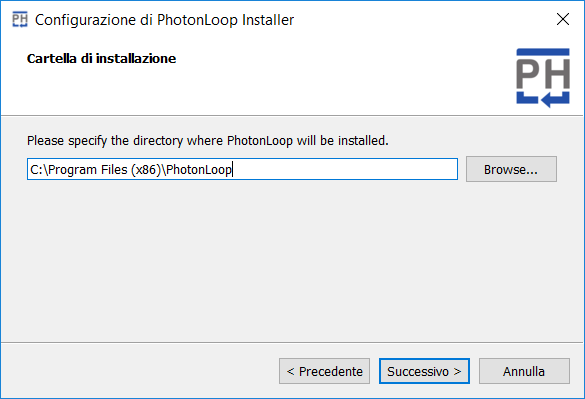 PH Configurazione di PhotonLoop Installer
Cartella di installazione
PH
Please specify the directory where PhotonLoop will be installed.
C:\Program Files (x86)\PhotonLoop
Browse...
< Precedente
Successivo >
Annulla